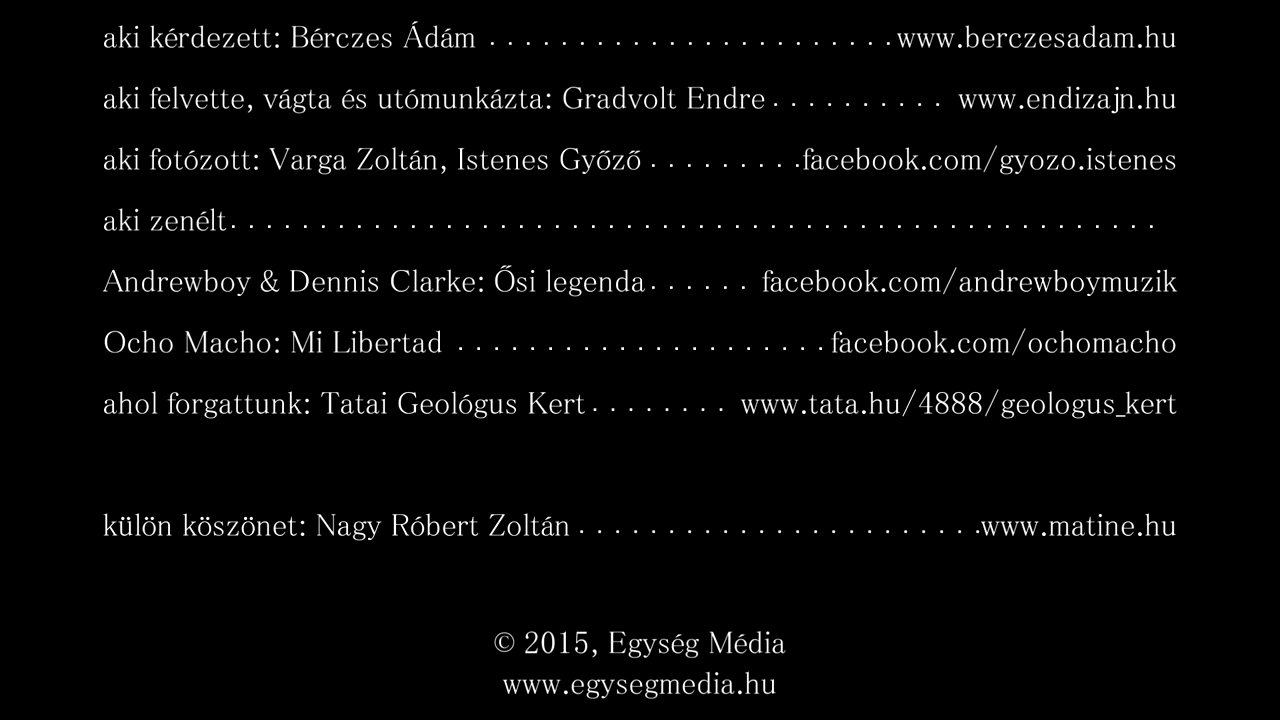 aki kérdezett: Bérczes Ádám . . . . . . . . . . . . . . . . . . . . . . . www.berczesadam.hu
aki felvette, vágta és utómunkázta: Gradvolt Endre . . . . . . . . . . www.endizajn.hu
aki fotózott: Varga Zoltán, Istenes Győző . . . . . . . . . facebook.com/gyozo.istenes
aki zenélt . . . . . . . . . . . . . . . . . . . . . . . . . . . . . . . . . . . . . . . . . . . . . . . . . . . .
Andrewboy & Dennis Clarke: Ősi legenda . . . . . . facebook.com/andrewboymuzik
Ocho Macho: Mi Libertad . . . . . . . . . . . . . . . . . . . . . facebook.com/ochomacho
ahol forgattunk: Tatai Geológus Kert . . . . . . . . www.tata.hu/4888/geologus_kert
külön köszönet: Nagy Róbert Zoltán . . . . . . . . . . . . . . . . . . . . . . . www.matine.hu
© 2015, Egység Média
www.egysegmedia.hu